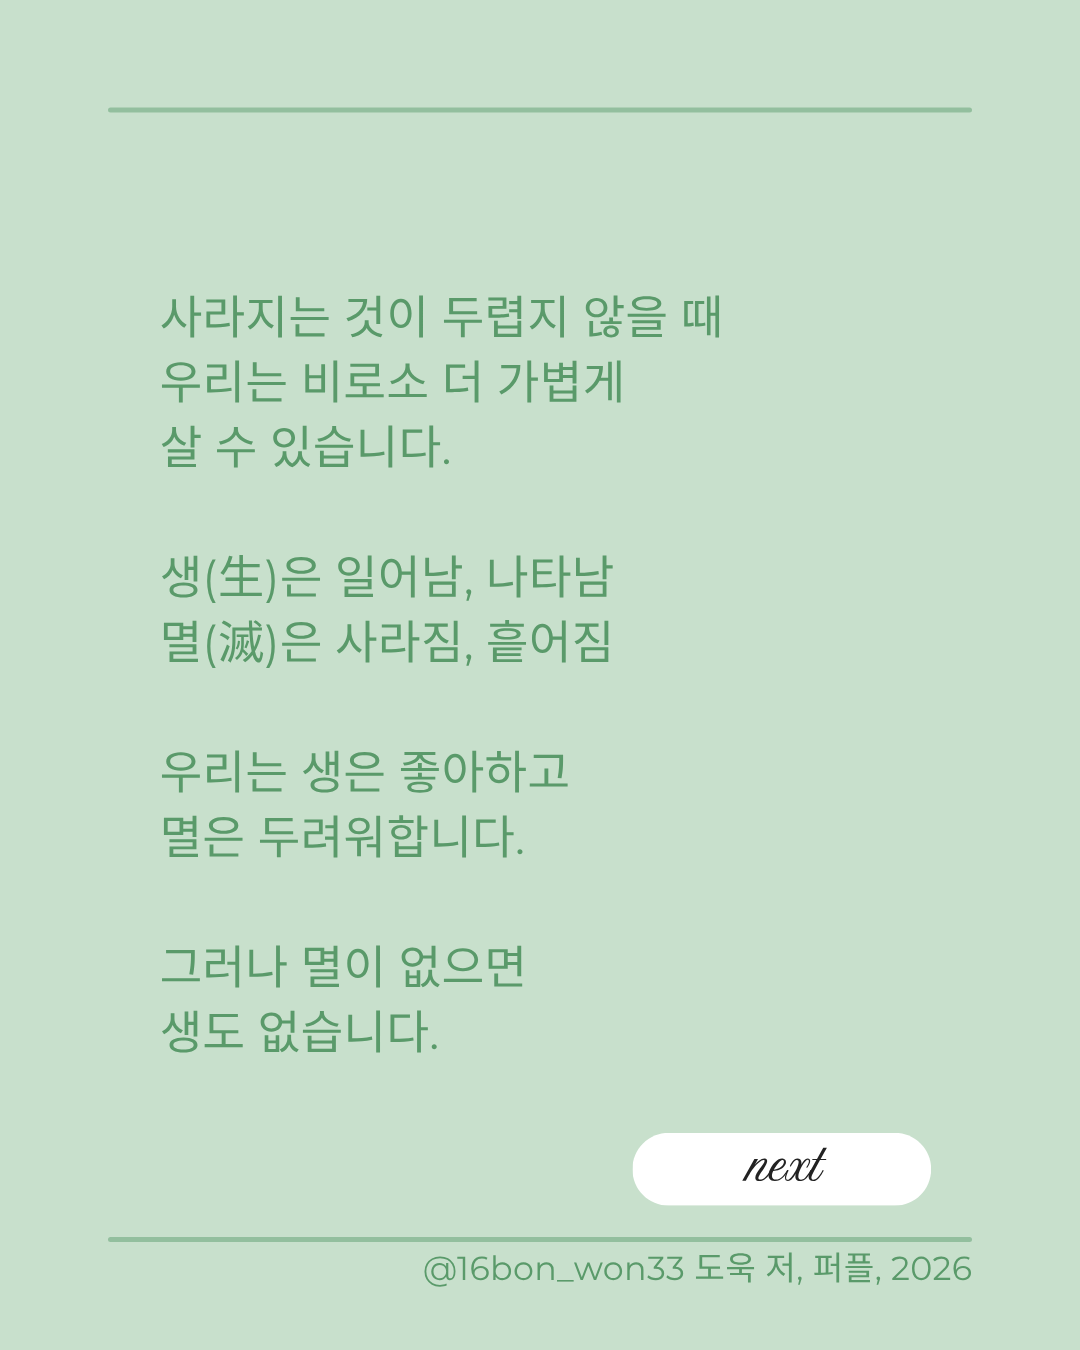 사라지는 것이 두렵지 않을 때
우리는 비로소 더 가볍게
살 수 있습니다.
생(生)은 일어남, 나타남
멸(滅)은 사라짐, 흩어짐
우리는 생은 좋아하고
멸은 두려워합니다.
그러나 멸이 없으면
생도 없습니다.
next
@16bon_won33 도욱 저, 퍼플, 2026